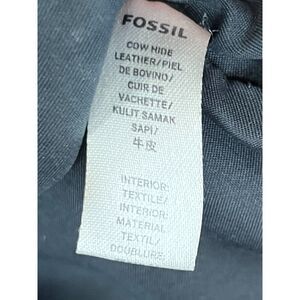 FOSSIL
COW HIDE
LEATHER/PIEL
DE BOVINO/
CUIR DE
VACHETTE/
KULIT SAMAK
SAPI/
牛皮
INTERIOR:
TEXTILE/
INTERIOR:
MATERIAL
TEXTIL/
DOUBLURE: